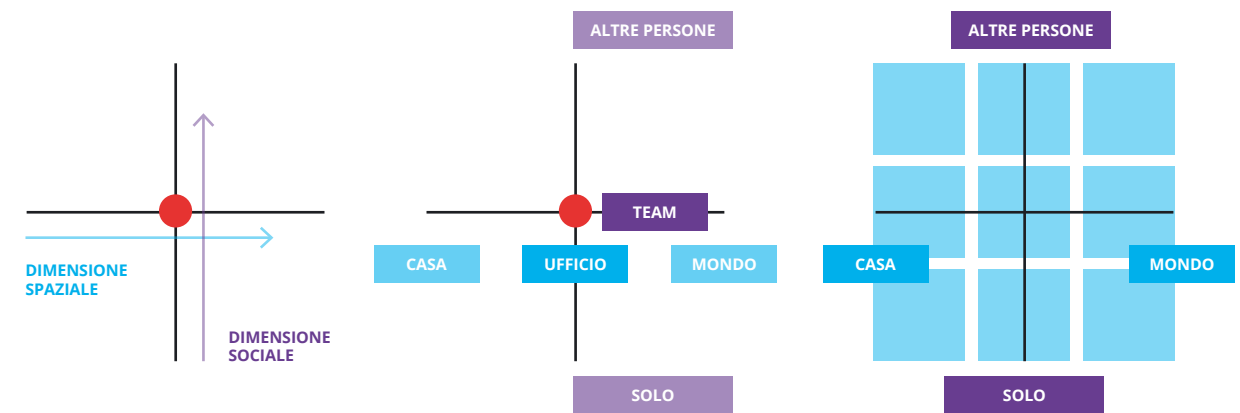 DIMENSIONE
SPAZIALE
DIMENSIONE
SOCIALE
ALTRE PERSONE
TEAM
CASA
UFFICIO
MONDO
SOLO
ALTRE PERSONE
CASA
MONDO
SOLO